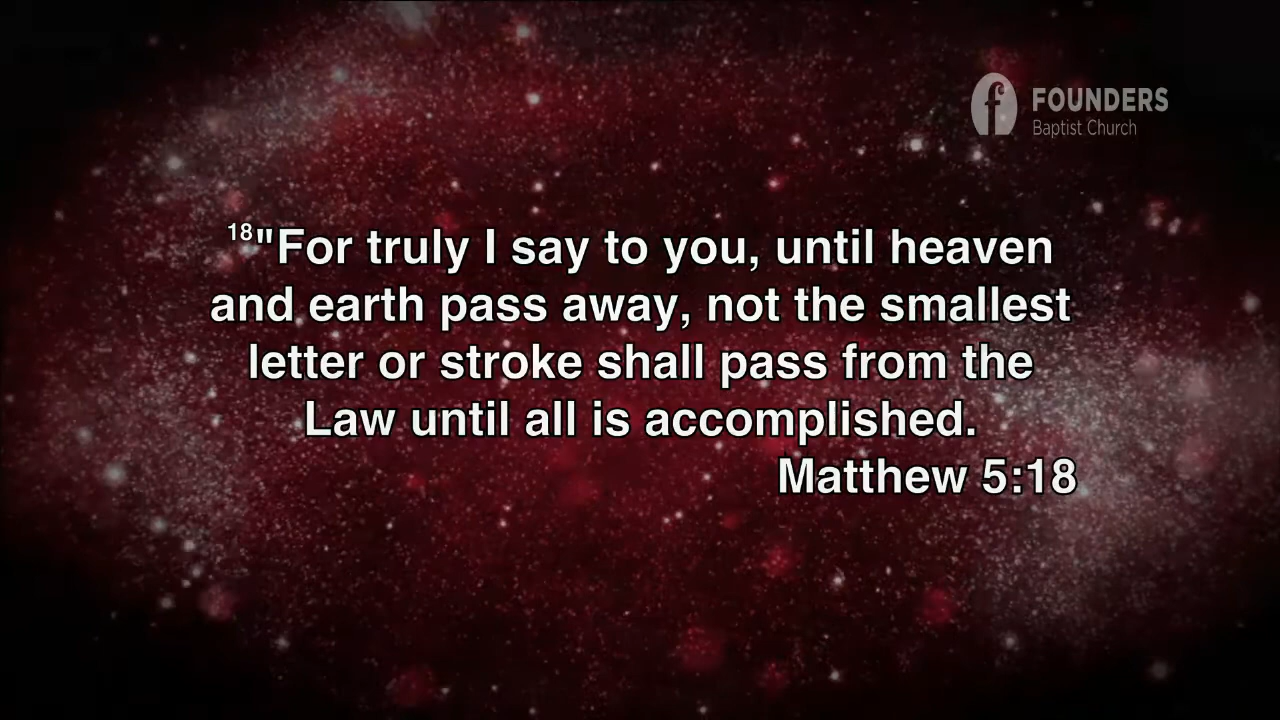 FOUNDERS
Baptist Church
18"For truly I say to you, until heaven
and earth pass away, not the smallest
letter or stroke shall pass from the
Law until all is accomplished.
Matthew 5:18